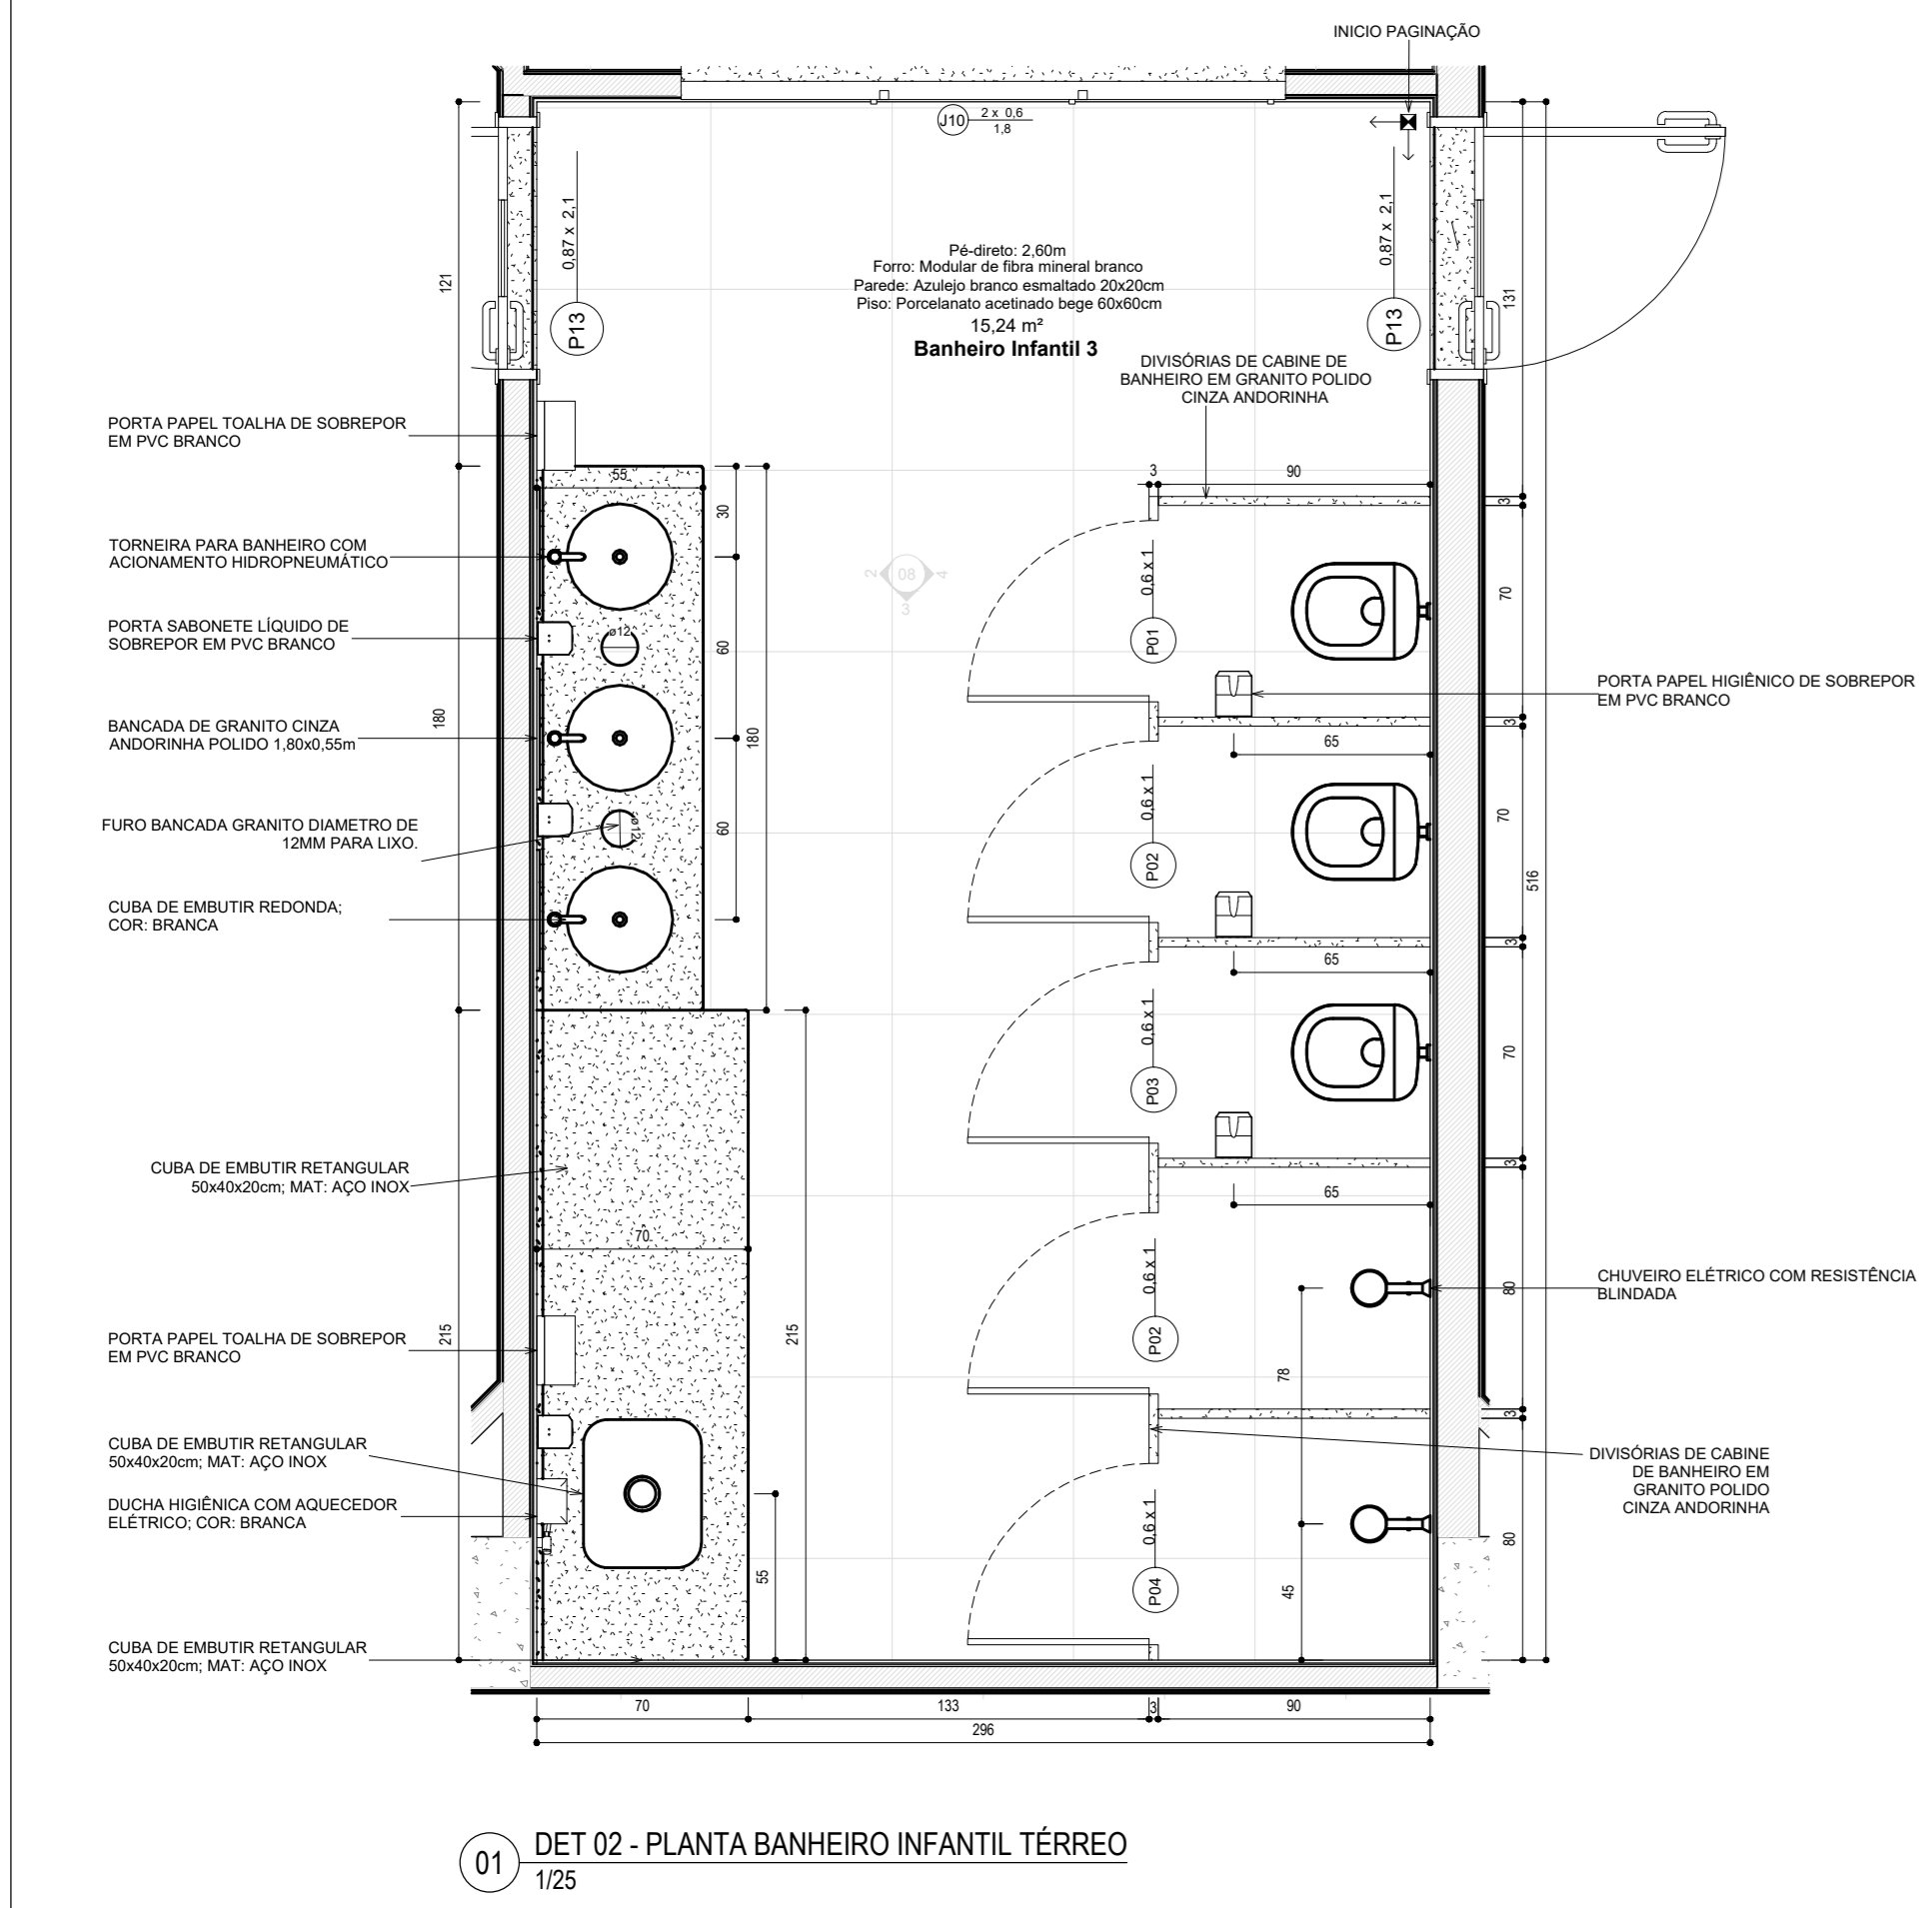 INICIO PAGINAÇÃO
J10
2 x 0,6
1,8
0,87 x 2,1
P13
0,87 x 2,1
P13
Pé-direto: 2,60m
Forro: Modular de fibra mineral branco
Parede: Azulejo branco esmaltado 20x20cm
Piso: Porcelanato acetinado bege 60x60cm
15,24 m²
Banheiro Infantil 3
DIVISÓRIAS DE CABINE DE
BANHEIRO EM GRANITO POLIDO
CINZA ANDORINHA
121
131
PORTA PAPEL TOALHA DE SOBREPOR
EM PVC BRANCO
55
3
90
3
30
TORNEIRA PARA BANHEIRO COM
ACIONAMENTO HIDROPNEUMÁTICO
2
08
4
3
0,6 x 1
P01
70
PORTA SABONETE LÍQUIDO DE
SOBREPOR EM PVC BRANCO
ø12
60
PORTA PAPEL HIGIÊNICO DE SOBREPOR
EM PVC BRANCO
BANCADA DE GRANITO CINZA
ANDORINHA POLIDO 1,80x0,55m
180
180
3
65
FURO BANCADA GRANITO DIAMETRO DE
12MM PARA LIXO.
ø12
60
0,6 x 1
P02
70
516
CUBA DE EMBUTIR REDONDA;
COR: BRANCA
3
65
0,6 x 1
P03
70
CUBA DE EMBUTIR RETANGULAR
50x40x20cm; MAT: AÇO INOX
3
65
70
0,6 x 1
P02
CHUVEIRO ELÉTRICO COM RESISTÊNCIA
BLINDADA
80
PORTA PAPEL TOALHA DE SOBREPOR
EM PVC BRANCO
215
215
78
3
CUBA DE EMBUTIR RETANGULAR
50x40x20cm; MAT: AÇO INOX
DIVISÓRIAS DE CABINE
DE BANHEIRO EM
GRANITO POLIDO
CINZA ANDORINHA
DUCHA HIGIÊNICA COM AQUECEDOR
ELÉTRICO; COR: BRANCA
0,6 x 1
P04
80
55
45
CUBA DE EMBUTIR RETANGULAR
50x40x20cm; MAT: AÇO INOX
70
133
3
90
296
01
DET 02 - PLANTA BANHEIRO INFANTIL TÉRREO
1/25